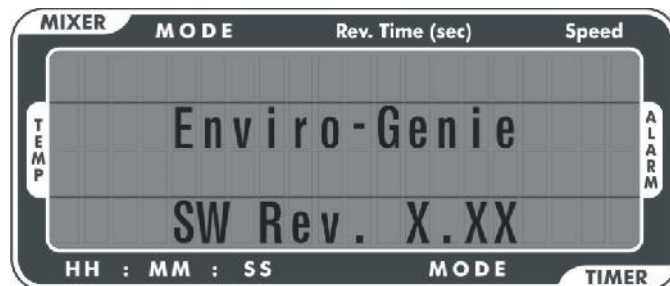 MIXER MODE Rev. Time (sec) Speed
TEMP
ALARM
Enviro-Genie
SW Rev. X.XX
HH : MM : SS MODE TIMER